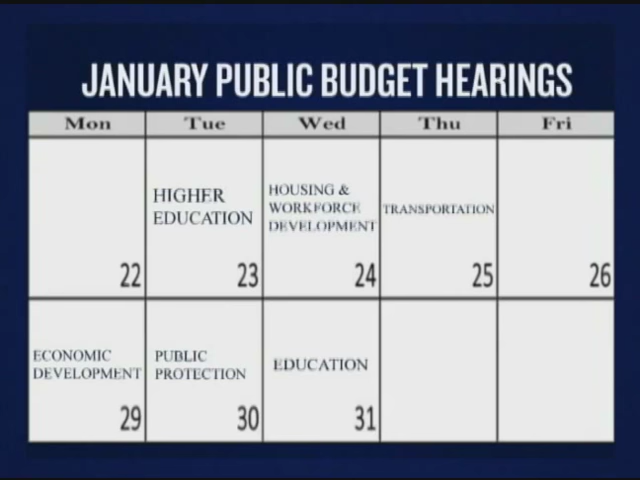 JANUARY PUBLIC BUDGET HEARINGS
Mon Tue Wed Thu Fri
HIGHER
EDUCATION
HOUSING &
WORKFORCE
DEVELOPMENT
TRANSPORTATION
22 23 24 25 26
ECONOMIC
DEVELOPMENT
PUBLIC
PROTECTION
EDUCATION
29 30 31